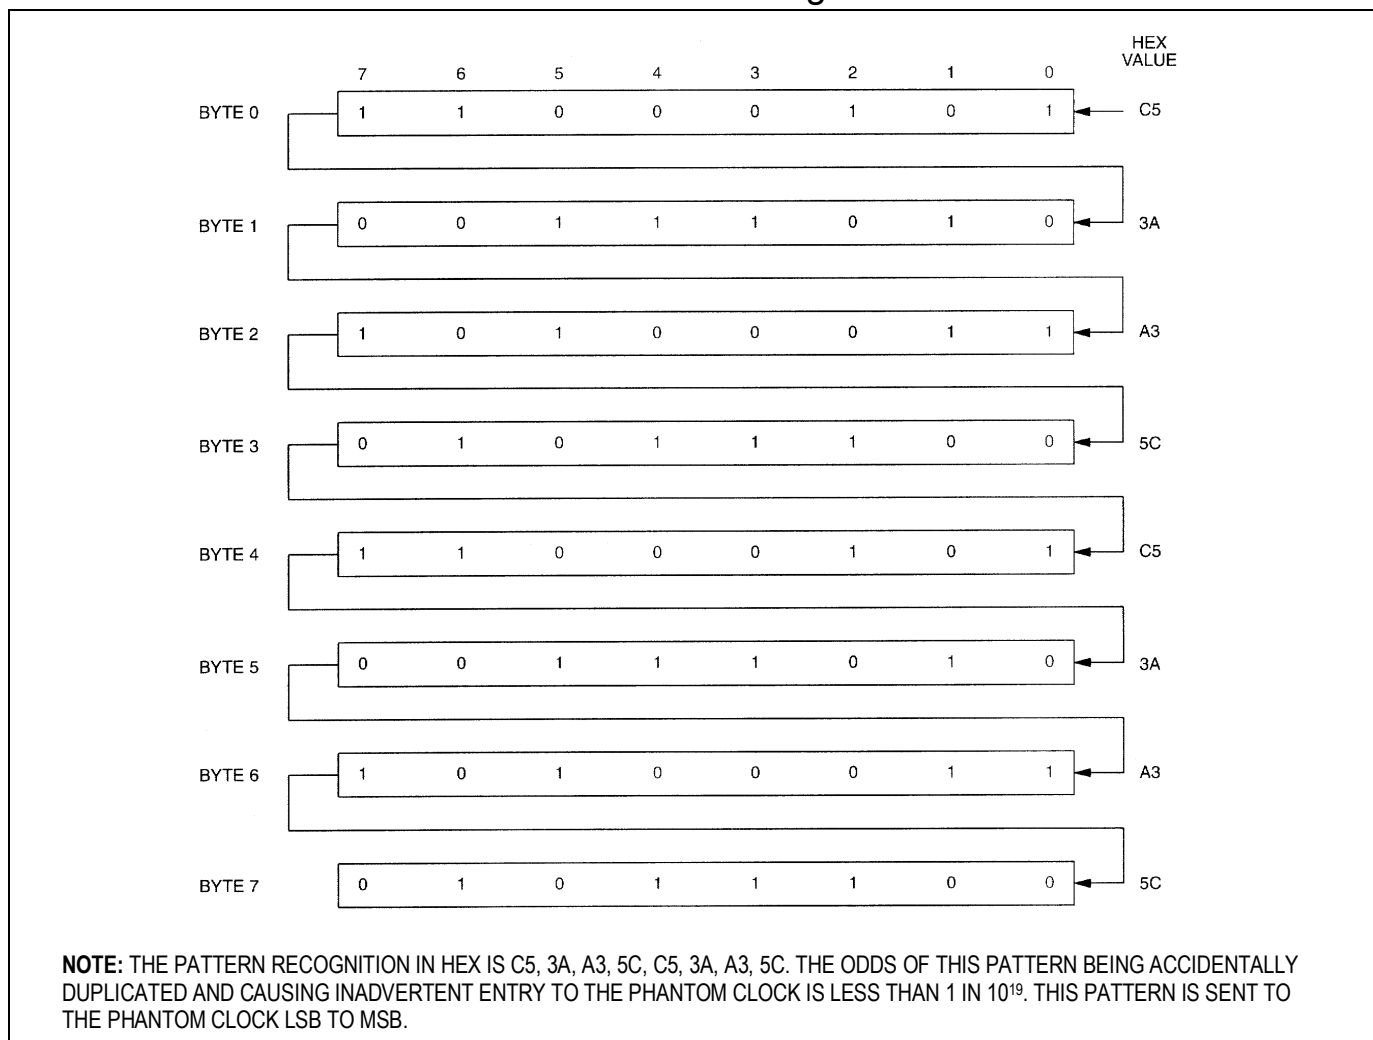 HEX
VALUE
7 6 5 4 3 2 1 0
BYTE 0 1 1 0 0 0 1 0 1 C5
BYTE 1 0 0 1 1 1 0 1 0 3A
BYTE 2 1 0 1 0 0 0 1 1 A3
BYTE 3 0 1 0 1 1 1 0 0 5C
BYTE 4 1 1 0 0 0 1 0 1 C5
BYTE 5 0 0 1 1 1 0 1 0 3A
BYTE 6 1 0 1 0 0 0 1 1 A3
BYTE 7 0 1 0 1 1 1 0 0 5C
NOTE: THE PATTERN RECOGNITION IN HEX IS C5, 3A, A3, 5C, C5, 3A, A3, 5C. THE ODDS OF THIS PATTERN BEING ACCIDENTALLY
DUPLICATED AND CAUSING INADVERTENT ENTRY TO THE PHANTOM CLOCK IS LESS THAN 1 IN 10¹⁹. THIS PATTERN IS SENT TO
THE PHANTOM CLOCK LSB TO MSB.